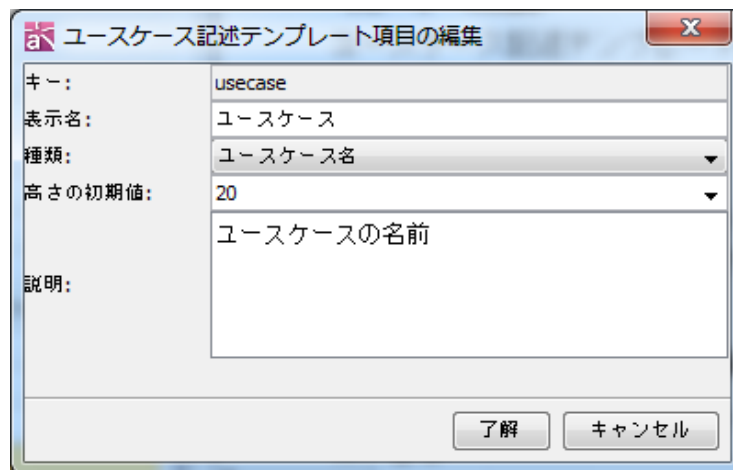 ユースケース記述テンプレート項目の編集
キー: usecase
表示名: ユースケース
種類: ユースケース名
高さの初期値: 20
ユースケースの名前
説明:
了解 キャンセル